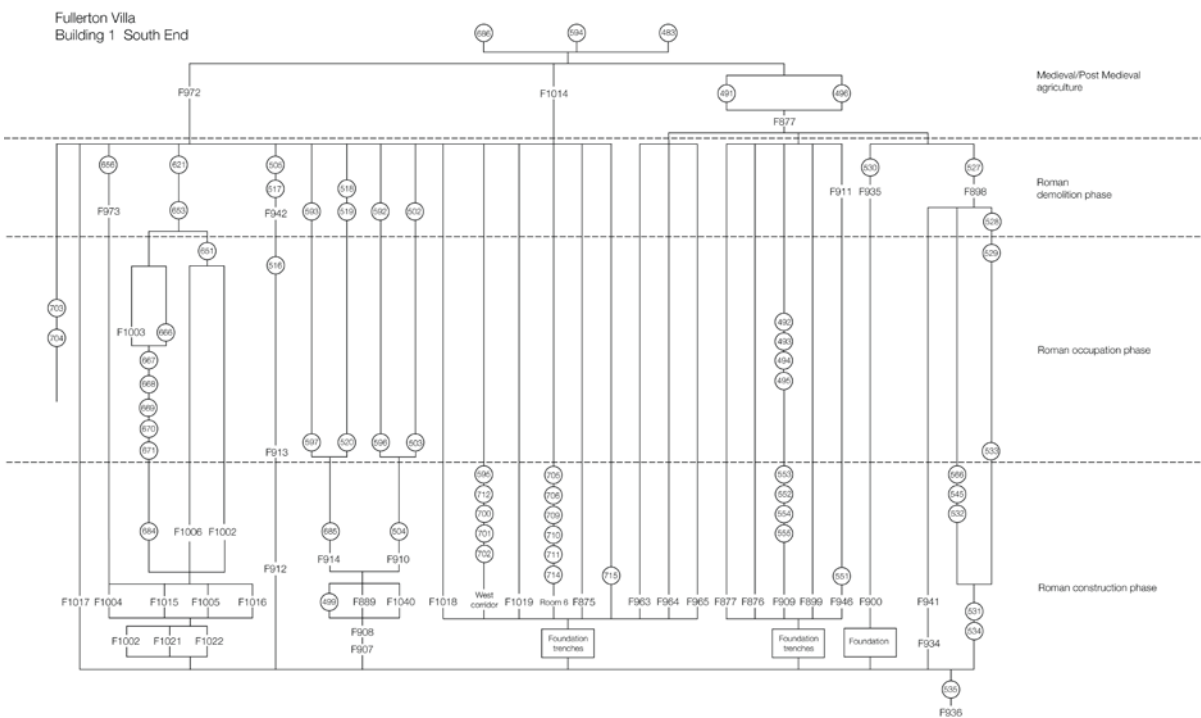 Fullerton Villa
Building 1 South End
686 594 483
Medieval/Post Medieval
agriculture
F972 F1014 491 496
F877
656 621 505 518 530 527
517 F911 F935 F898
Roman
demolition phase
F973 653 F942 593 519 592 502
528
651 516 529
703
704 F1003 666
492
493
494
495
Roman occupation phase
667
668
669
670
671
597 520 596 503
F913 533
595 705 553 566
712 706 552 545
700 709 554 532
701 710 555
702 711
714
684 F1006 F1002 685 504
F914 F910
F912
715 551
Roman construction phase
F1017 F1004 F1015 F1005 F1016 499 F889 F1040 F1018 West
corridor F1019 Room 6 F875 F963 F964 F965 F877 F876 F909 F899 F946 F900 F941
531
534
F1002 F1021 F1022 F908
F907
Foundation
trenches
Foundation
trenches
Foundation
F934
535
F936